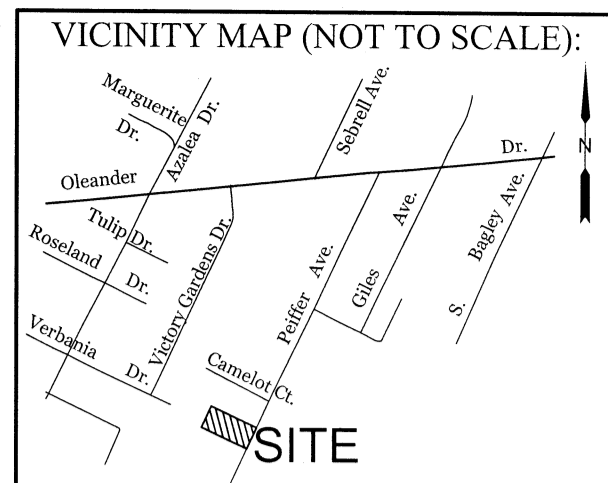 VICINITY MAP (NOT TO SCALE):
Marguerite Dr.
Azalea Dr.
Sebrell Ave.
N
Oleander Dr.
Tulip Dr.
Roseland Dr.
Victory Gardens Dr.
Peiffer Ave.
Giles Ave.
S. Bagley Ave.
Verbania Dr.
Camelot Ct.
SITE